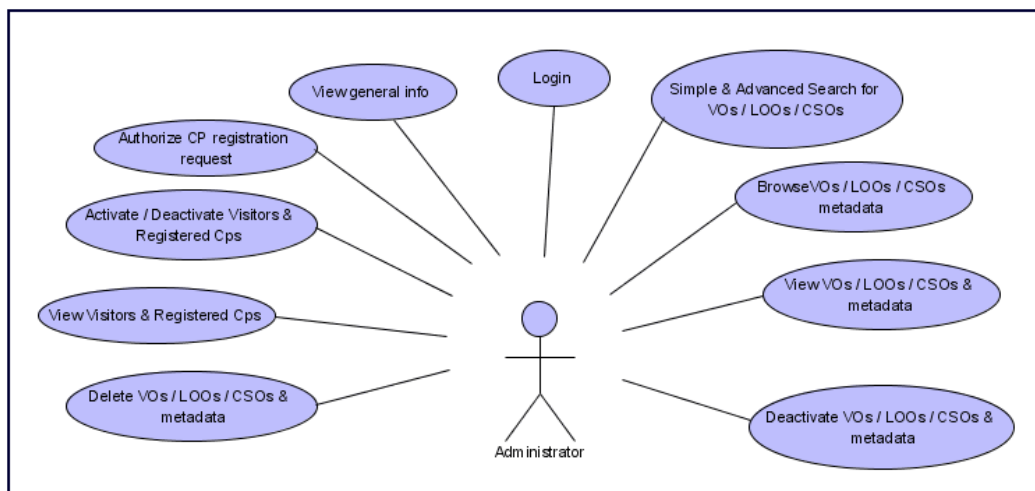 Login
Simple & Advanced Search for
VOs / LOOs / CSOs
View general info
Authorize CP registration
request
BrowseVOs / LOOs / CSOs
metadata
Activate / Deactivate Visitors &
Registered Cps
View VOs / LOOs / CSOs &
metadata
View Visitors & Registered Cps
Delete VOs / LOOs / CSOs &
metadata
Deactivate VOs / LOOs / CSOs &
metadata
Administrator